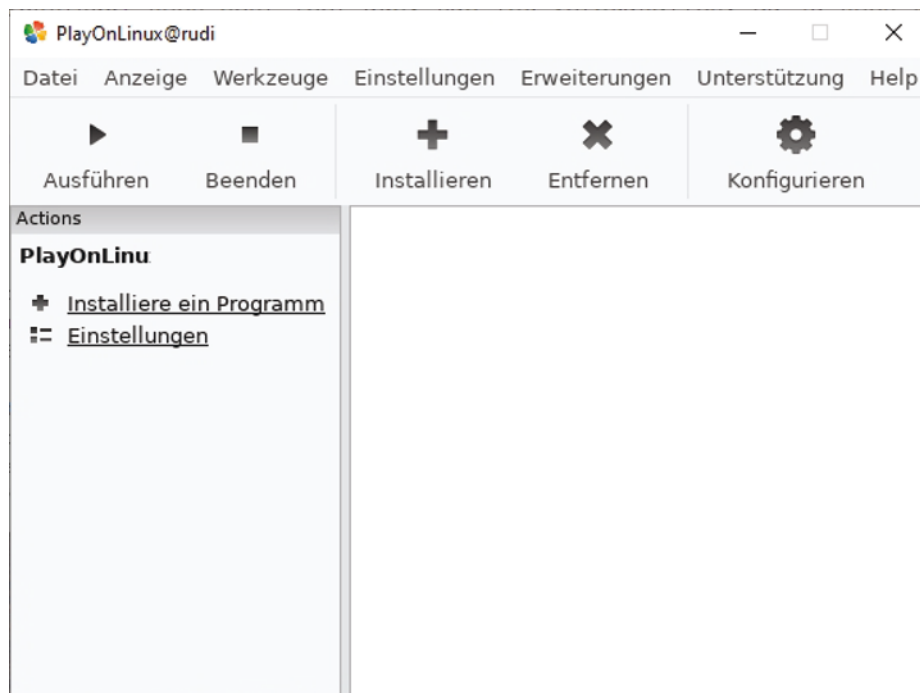 PlayOnLinux@rudi
Datei Anzeige Werkzeuge Einstellungen Erweiterungen Unterstützung Help
Ausführen Beenden Installieren Entfernen Konfigurieren
Actions
PlayOnLinu
Installiere ein Programm
Einstellungen